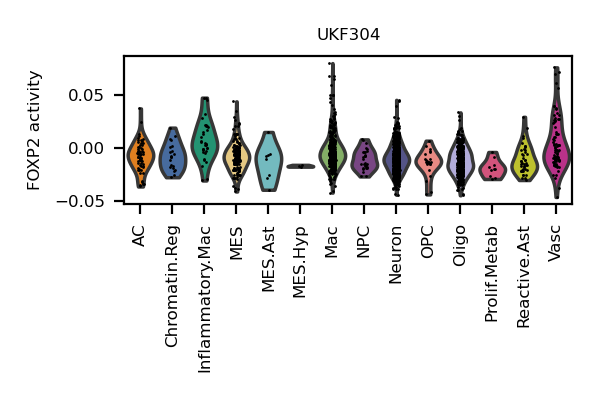 UKF304
FOXP2 activity
0.05
0.00
−0.05
AC
Chromatin.Reg
Inflammatory.Mac
MES
MES.Ast
MES.Hyp
Mac
NPC
Neuron
OPC
Oligo
Prolif.Metab
Reactive.Ast
Vasc